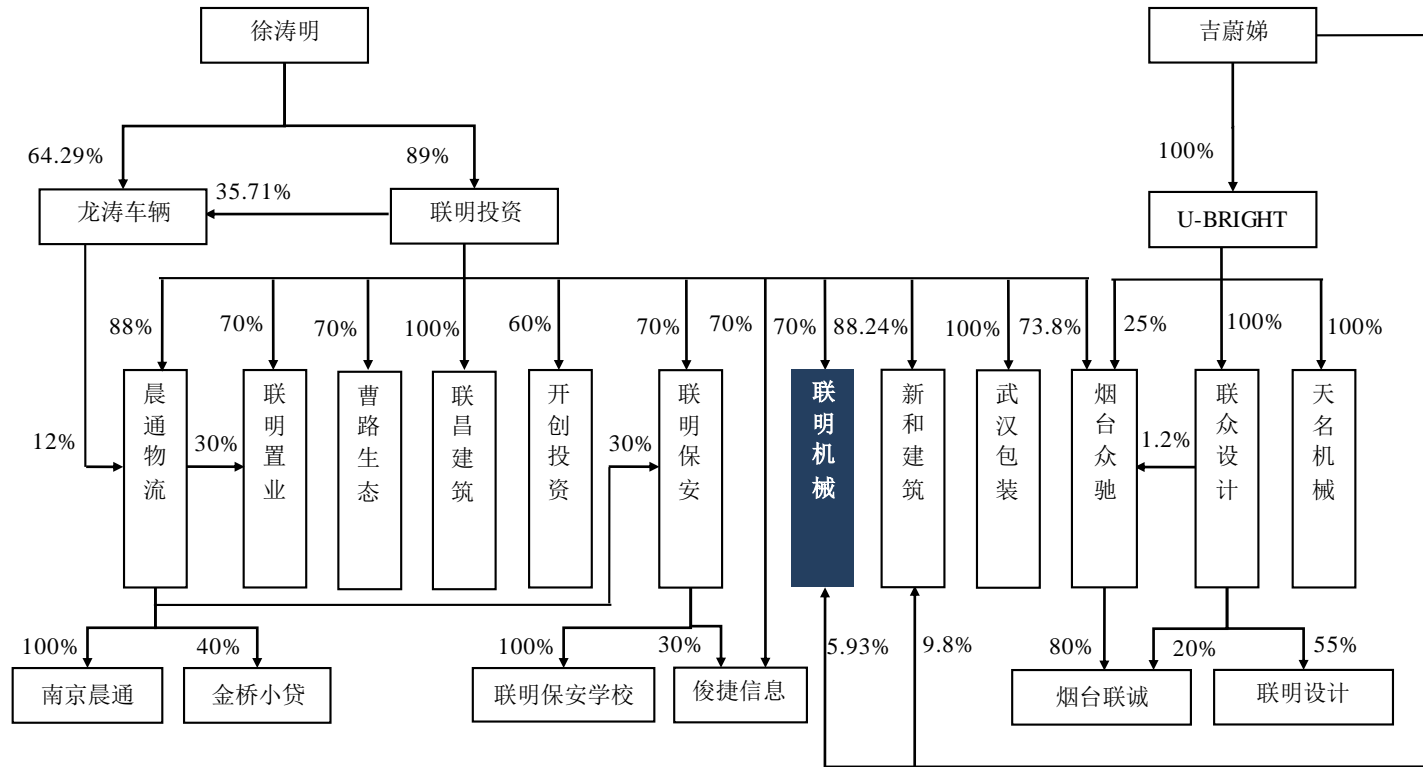 徐涛明
吉蔚娣
64.29%
89%
100%
35.71%
龙涛车辆
联明投资
U-BRIGHT
88%
70%
70%
100%
60%
70%
70%
70%
88.24%
100%
73.8%
25%
100%
100%
晨通物流
联明置业
曹路生态
联昌建筑
开创投资
联明保安
联明机械
新和建筑
武汉包装
烟台众驰
联众设计
天名机械
12%
30%
30%
1.2%
100%
40%
100%
30%
5.93%
9.8%
80%
20%
55%
南京晨通
金桥小贷
联明保安学校
俊捷信息
烟台联诚
联明设计